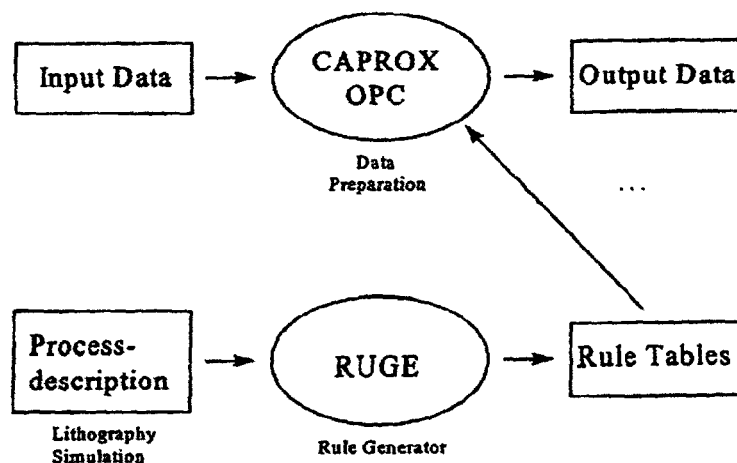 Input Data
CAPROX
OPC
Output Data
Data
Preparation
...
Process-
description
RUGE
Rule Tables
Lithography
Simulation
Rule Generator